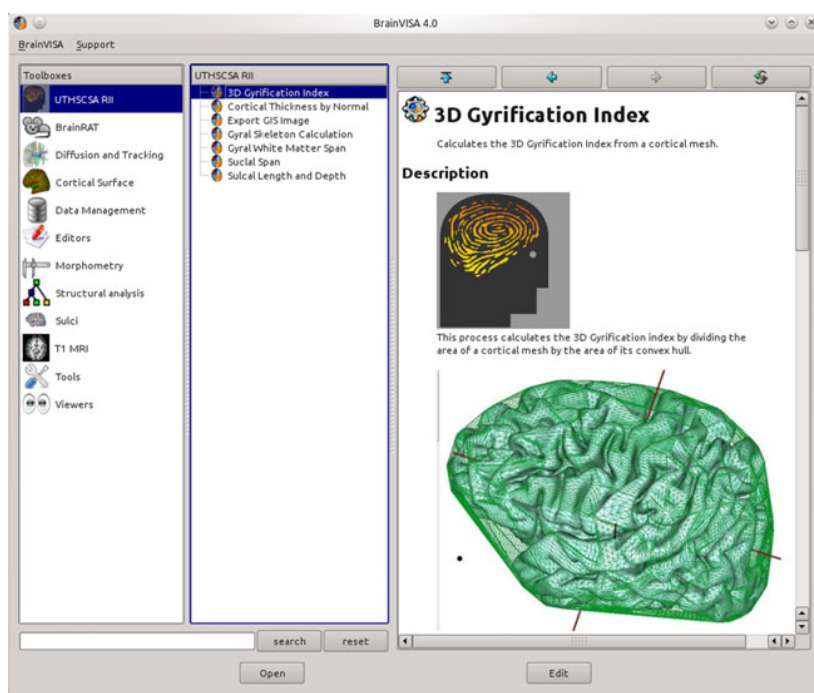 BrainVISA 4.0
BrainVISA Support
Toolboxes
UTHSCSA RII
BrainRAT
Diffusion and Tracking
Cortical Surface
Data Management
Editors
Morphometry
Structural analysis
Sulci
T1 MRI
Tools
Viewers
UTHSCSA RII
3D Gyrification Index
Cortical Thickness by Normal
Export GIS Image
Gyral Skeleton Calculation
Gyral White Matter Span
Suclal Span
Sulcal Length and Depth
3D Gyrification Index
Calculates the 3D Gyrification Index from a cortical mesh.
Description
This process calculates the 3D Gyrification index by dividing the
area of a cortical mesh by the area of its convex hull.
search reset
Open Edit